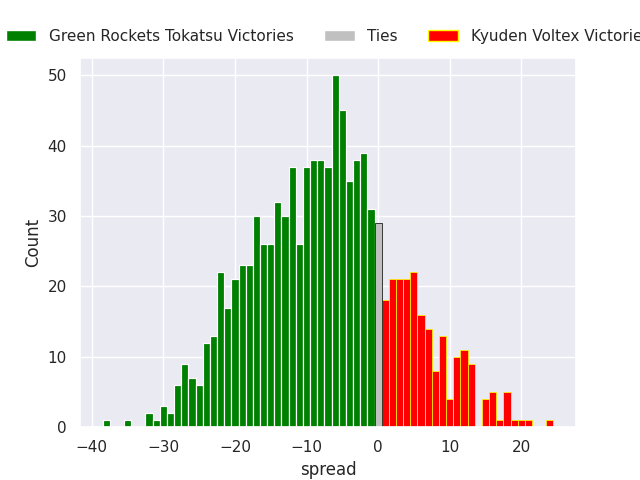 Green Rockets Tokatsu Victories Ties Kyuden Voltex Victorie
50
40
30
20
10
0
Count
−40 −30 −20 −10 0 10 20
spread